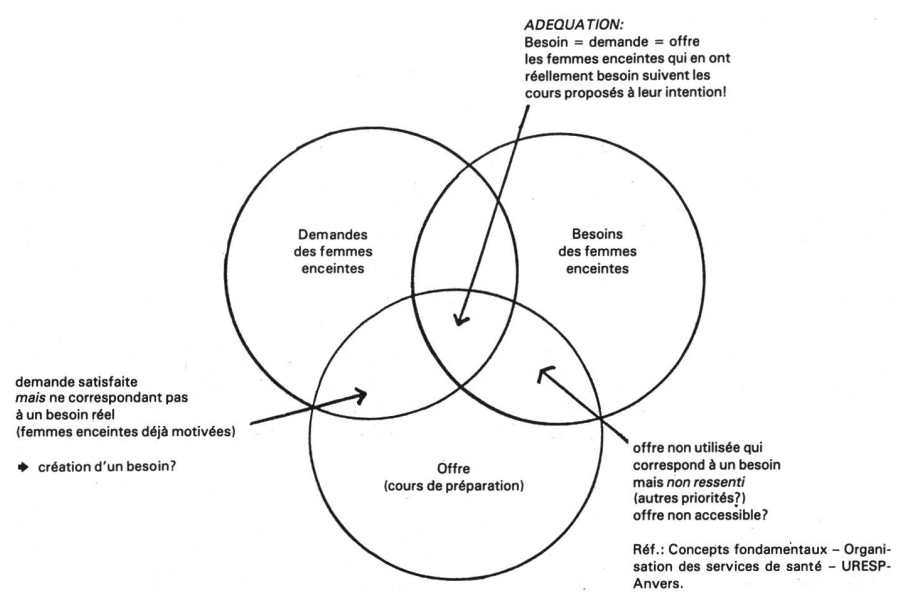 ADEQUATION:
Besoin = demande = offre
les femmes enceintes qui en ont
réellement besoin suivent les
cours proposés à leur intention!
Demandes
des femmes
enceintes
Besoins
des femmes
enceintes
demande satisfaite
mais ne correspondant pas
à un besoin réel
(femmes enceintes déjà motivées)
➧ création d'un besoin?
Offre
(cours de préparation)
offre non utilisée qui
correspond à un besoin
mais non ressenti
(autres priorités?)
offre non accessible?
Réf.: Concepts fondamentaux – Organi-
sation des services de santé – URESP-
Anvers.